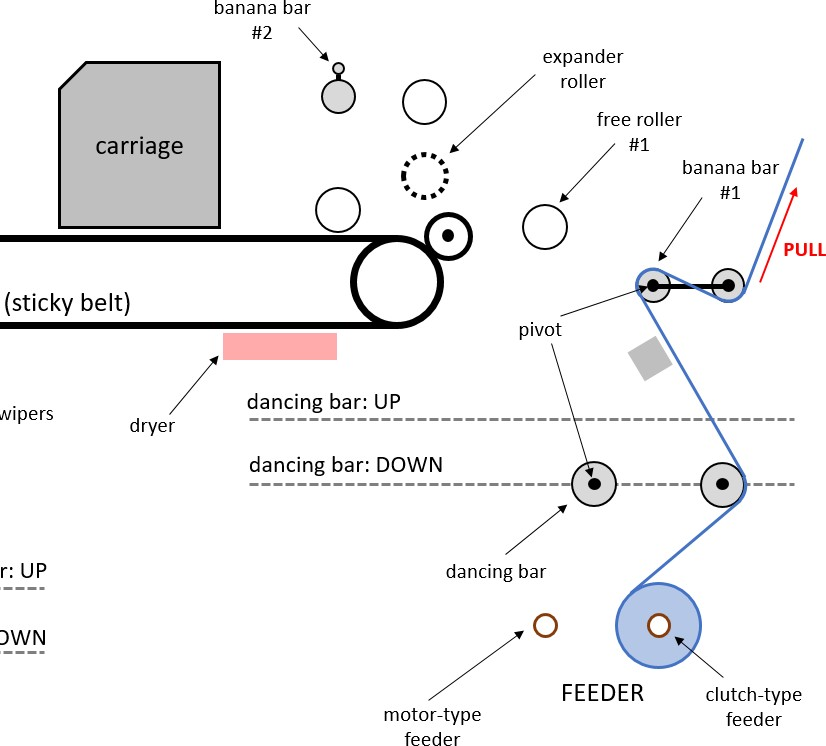 banana bar
#2
expander
roller
carriage
free roller
#1
banana bar
#1
PULL
(sticky belt)
pivot
dancing bar: UP
wipers
dryer
dancing bar: DOWN
dancing bar
r: UP
OWN
FEEDER
motor-type
feeder
clutch-type
feeder